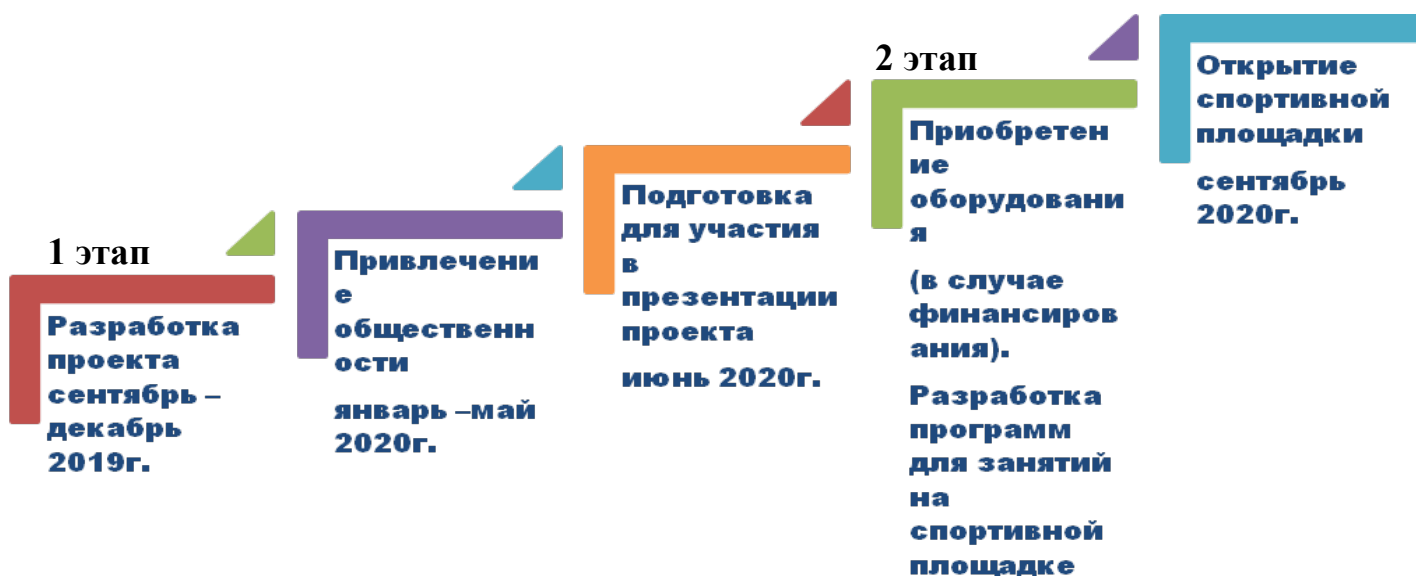 1 этап
Разработка
проекта
сентябрь –
декабрь
2019г.
Привлечени
е
общественн
ости
январь –май
2020г.
Подготовка
для участия
в
презентации
проекта
июнь 2020г.
2 этап
Приобретен
ие
оборудовани
я
(в случае
финансиров
ания).
Разработка
программ
для занятий
на
спортивной
площадке
Открытие
спортивной
площадки
сентябрь
2020г.